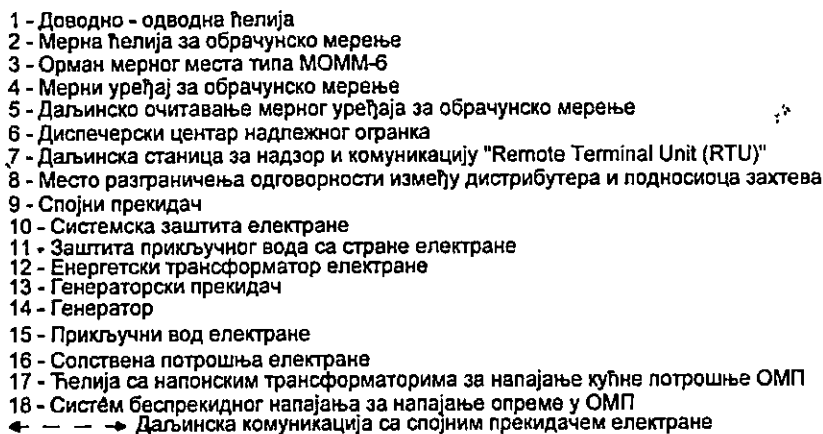 1 - Доводно - одводна ћелија
2 - Мерна ћелија за обрачунско мерење
3 - Орман мерног места типа МОММ-6
4 - Мерни уређај за обрачунско мерење
5 - Даљинско очитавање мерног уређаја за обрачунско мерење
6 - Диспечерски центар надлежног огранка
7 - Даљинска станица за надзор и комуникацију "Remote Terminal Unit (RTU)"
8 - Место разграничења одговорности између дистрибутера и подносиоца захтева
9 - Спојни прекидач
10 - Системска заштита електране
11 - Заштита прикључног вода са стране електране
12 - Енергетски трансформатор електране
13 - Генераторски прекидач
14 - Генератор
15 - Прикључни вод електране
16 - Сопствена потрошња електране
17 - Ћелија са напонским трансформаторима за напајање кућне потрошње ОМП
18 - Систем беспрекидног напајања за напајање опреме у ОМП
◄ – – –► Даљинска комуникација са спојним прекидачем електране